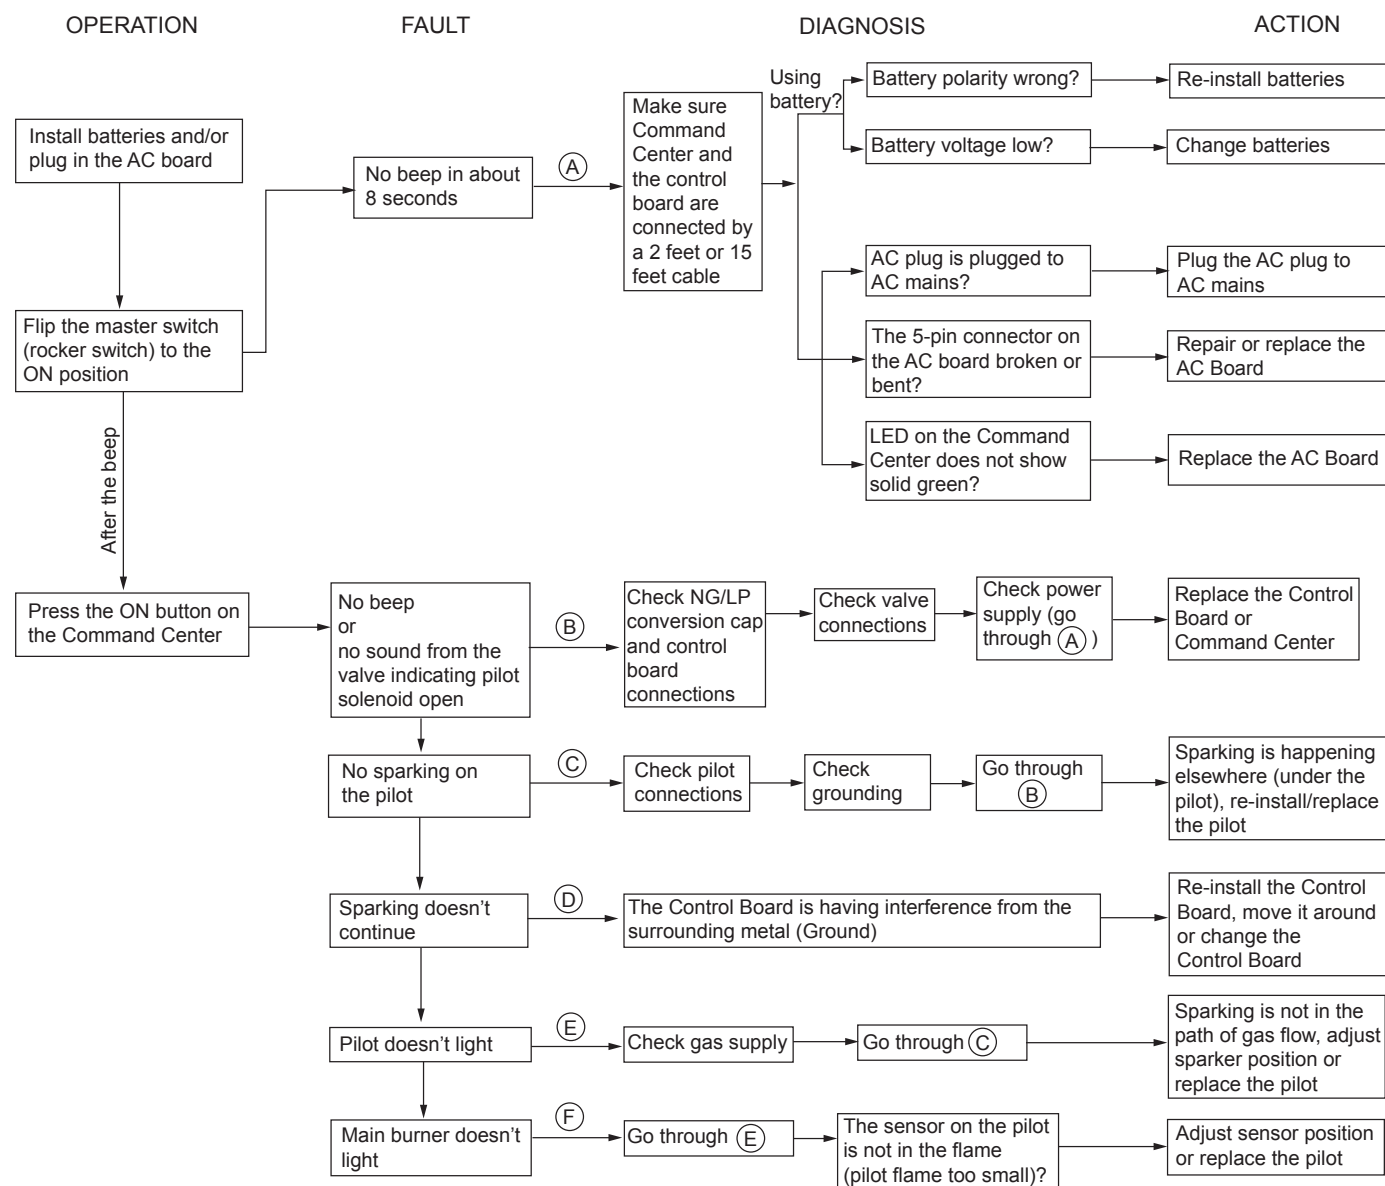 OPERATION
FAULT
DIAGNOSIS
ACTION
Install batteries and/or
plug in the AC board
Flip the master switch
(rocker switch) to the
ON position
After the beep
Press the ON button on
the Command Center
No beep in about
8 seconds
A
Make sure
Command
Center and
the control
board are
connected by
a 2 feet or 15
feet cable
Using
battery?
Battery polarity wrong?
Re-install batteries
Battery voltage low?
Change batteries
AC plug is plugged to
AC mains?
Plug the AC plug to
AC mains
The 5-pin connector on
the AC board broken or
bent?
Repair or replace the
AC Board
LED on the Command
Center does not show
solid green?
Replace the AC Board
No beep
or
no sound from the
valve indicating pilot
solenoid open
B
Check NG/LP
conversion cap
and control
board
connections
Check valve
connections
Check power
supply (go
through A )
Replace the Control
Board or
Command Center
No sparking on
the pilot
C
Check pilot
connections
Check
grounding
Go through
B
Sparking is happening
elsewhere (under the
pilot), re-install/replace
the pilot
Sparking doesn't
continue
D
The Control Board is having interference from the
surrounding metal (Ground)
Re-install the Control
Board, move it around
or change the
Control Board
Pilot doesn't light
E
Check gas supply
Go through C
Sparking is not in the
path of gas flow, adjust
sparker position or
replace the pilot
Main burner doesn't
light
F
Go through E
The sensor on the pilot
is not in the flame
(pilot flame too small)?
Adjust sensor position
or replace the pilot